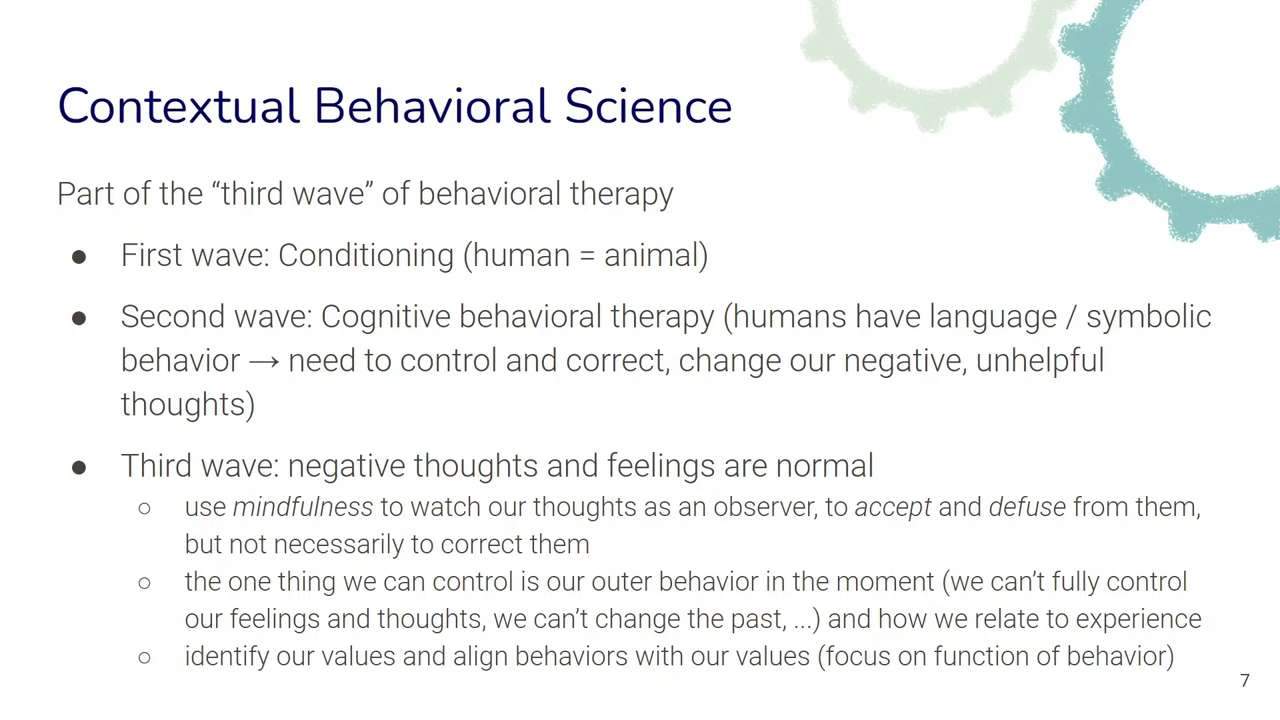 Contextual Behavioral Science
Part of the “third wave” of behavioral therapy
● First wave: Conditioning (human = animal)
● Second wave: Cognitive behavioral therapy (humans have language / symbolic
behavior → need to control and correct, change our negative, unhelpful
thoughts)
● Third wave: negative thoughts and feelings are normal
○ use mindfulness to watch our thoughts as an observer, to accept and defuse from them,
but not necessarily to correct them
○ the one thing we can control is our outer behavior in the moment (we can’t fully control
our feelings and thoughts, we can’t change the past, ...) and how we relate to experience
○ identify our values and align behaviors with our values (focus on function of behavior)
7